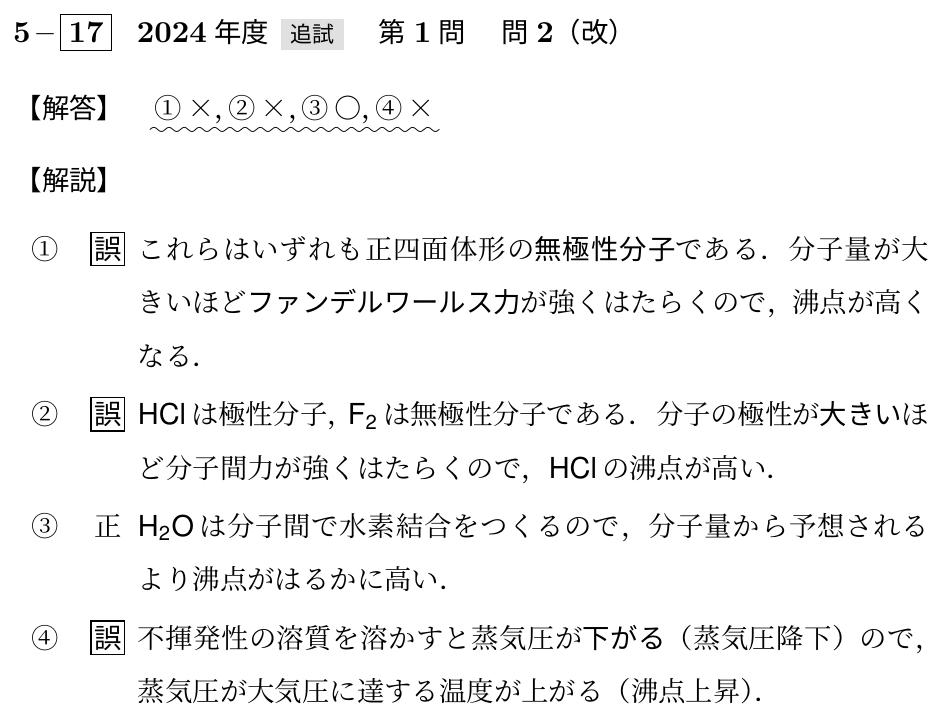 5－17 2024 年度 追試 第 1 問 問 2（改）
【解答】 ① ×, ② ×, ③ ○, ④ ×
【解説】
① 誤 これらはいずれも正四面体形の無極性分子である．分子量が大
きいほどファンデルワールス力が強くはたらくので，沸点が高く
なる．
② 誤 HCl は極性分子，F₂ は無極性分子である．分子の極性が大きいほ
ど分子間力が強くはたらくので，HCl の沸点が高い．
③ 正 H₂O は分子間で水素結合をつくるので，分子量から予想される
より沸点がはるかに高い．
④ 誤 不揮発性の溶質を溶かすと蒸気圧が下がる（蒸気圧降下）ので，
蒸気圧が大気圧に達する温度が上がる（沸点上昇）．